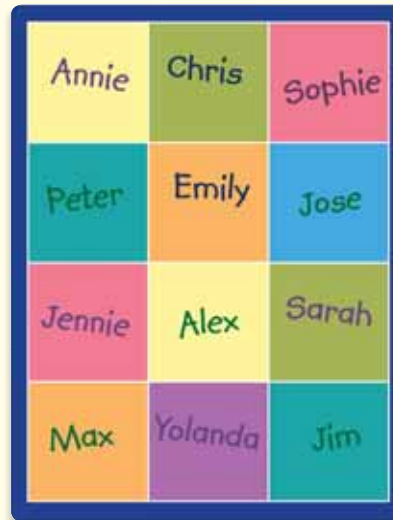 Annie Chris Sophie
Peter Emily Jose
Jennie Alex Sarah
Max Yolanda Jim